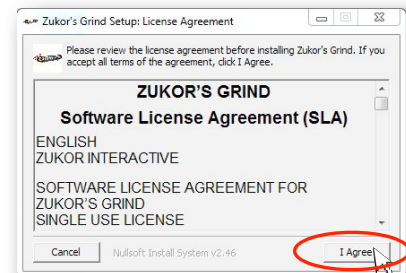 Zukor's Grind Setup: License Agreement
Please review the license agreement before installing Zukor's Grind. If you
accept all terms of the agreement, click I Agree.
ZUKOR'S GRIND
Software License Agreement (SLA)
ENGLISH
ZUKOR INTERACTIVE
SOFTWARE LICENSE AGREEMENT FOR
ZUKOR'S GRIND
SINGLE USE LICENSE
Cancel
Nullsoft Install System v2.46
I Agree